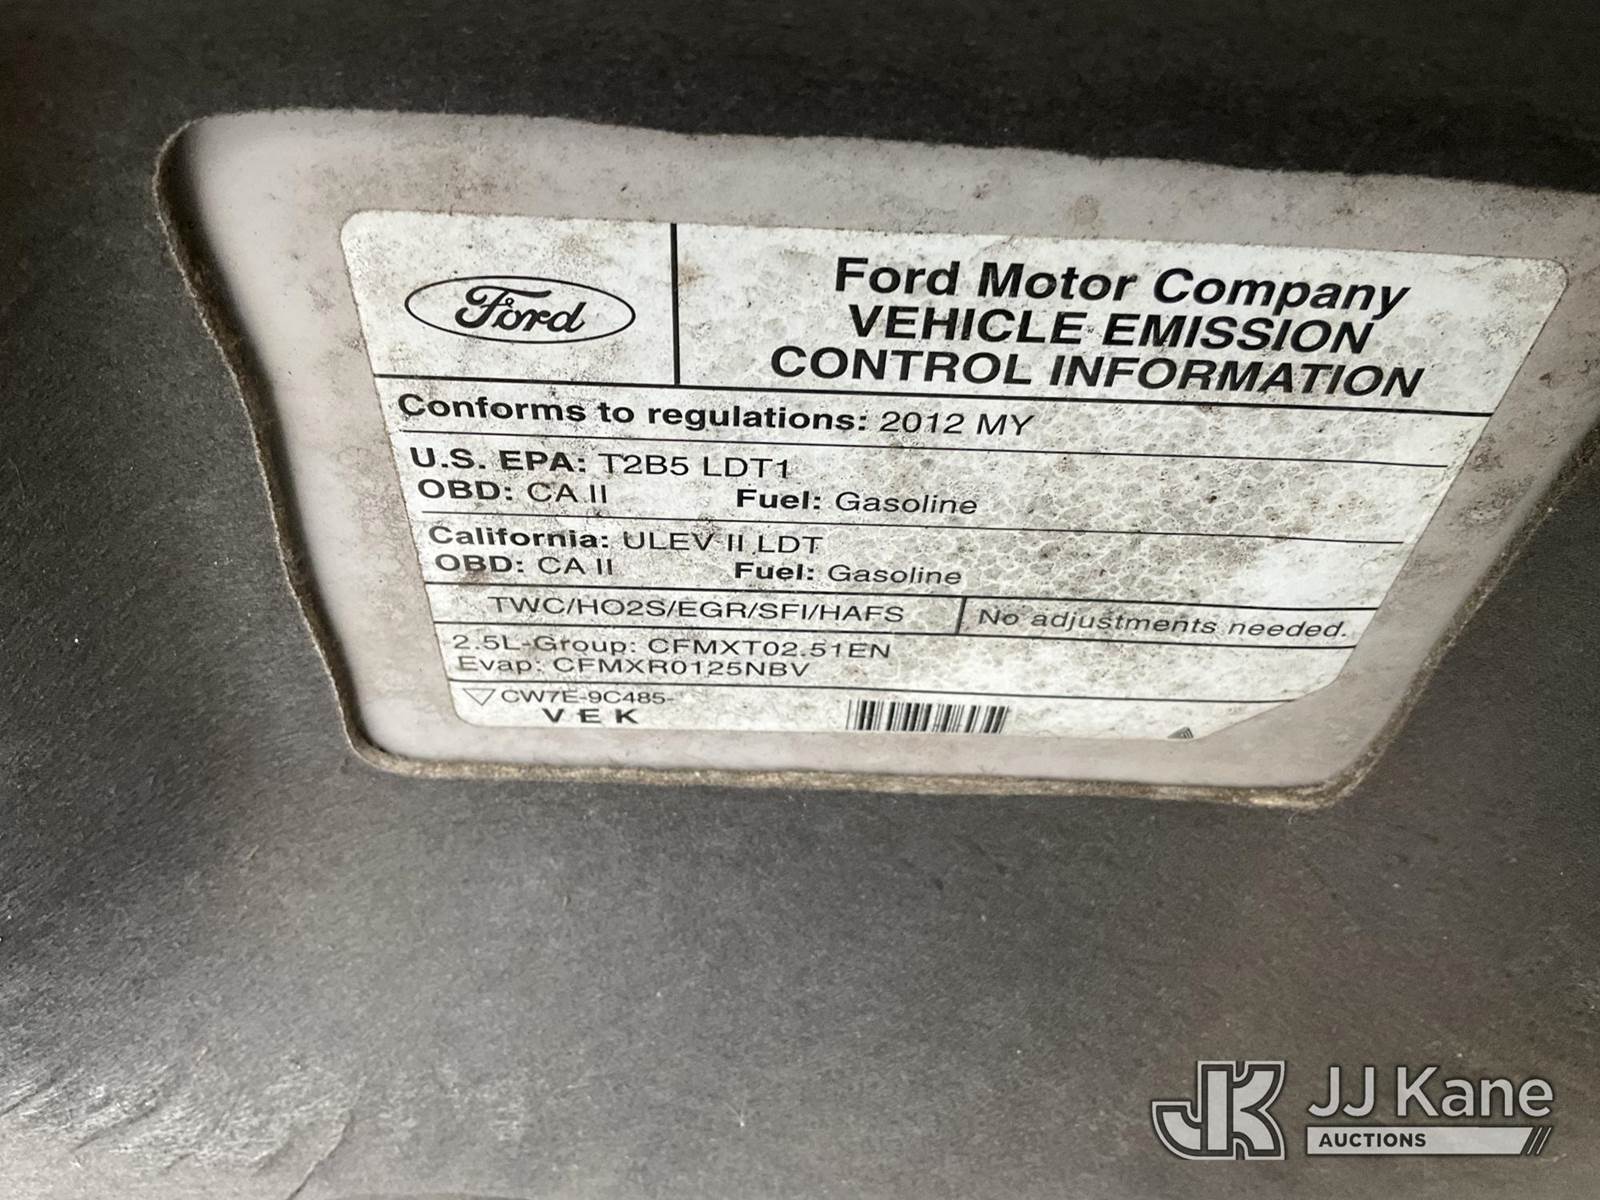 Ford
Ford Motor Company
VEHICLE EMISSION
CONTROL INFORMATION
Conforms to regulations: 2012 MY
U.S. EPA: T2B5 LDT1
OBD: CA II Fuel: Gasoline
California: ULEV II LDT
OBD: CA II Fuel: Gasoline
TWC/HO2S/EGR/SFI/HAFS
No adjustments needed.
2.5L-Group: CFMXT02.51EN
Evap: CFMXR0125NBV
CW7E-9C485-
VEK
JK
JJ Kane
AUCTIONS